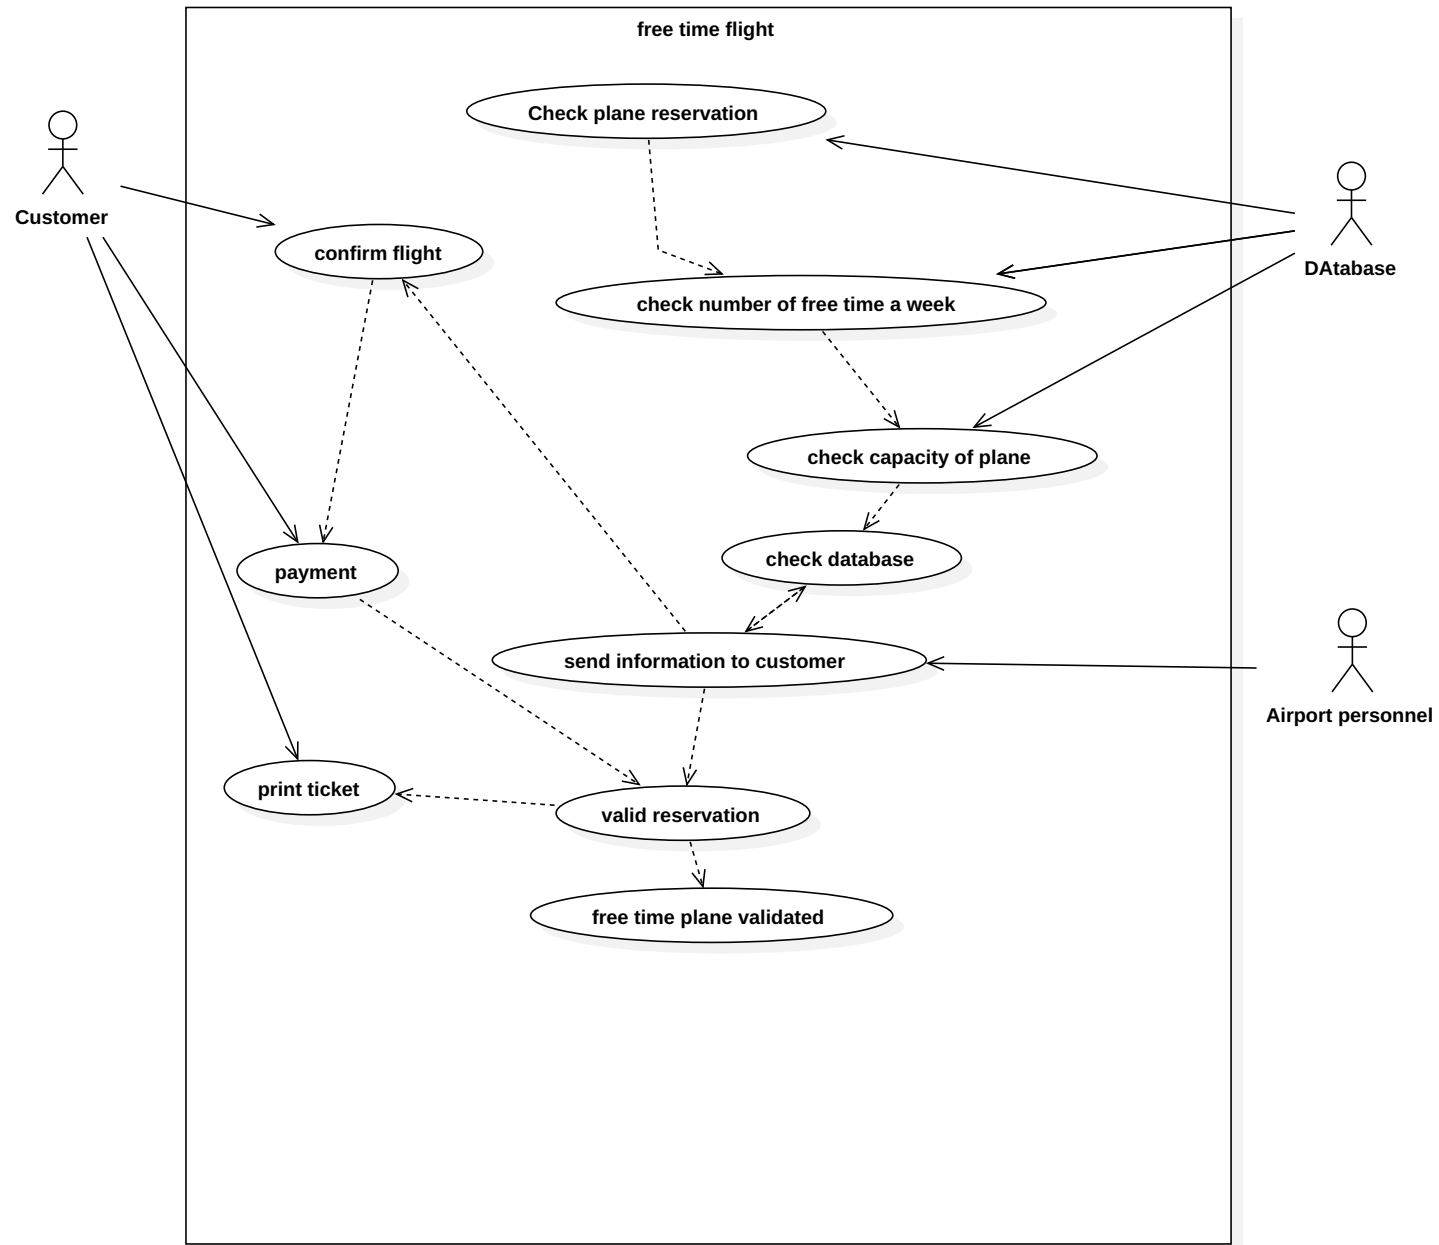 free time flight
Check plane reservation
Customer
confirm flight
DAtabase
check number of free time a week
check capacity of plane
check database
payment
send information to customer
Airport personnel
print ticket
valid reservation
free time plane validated